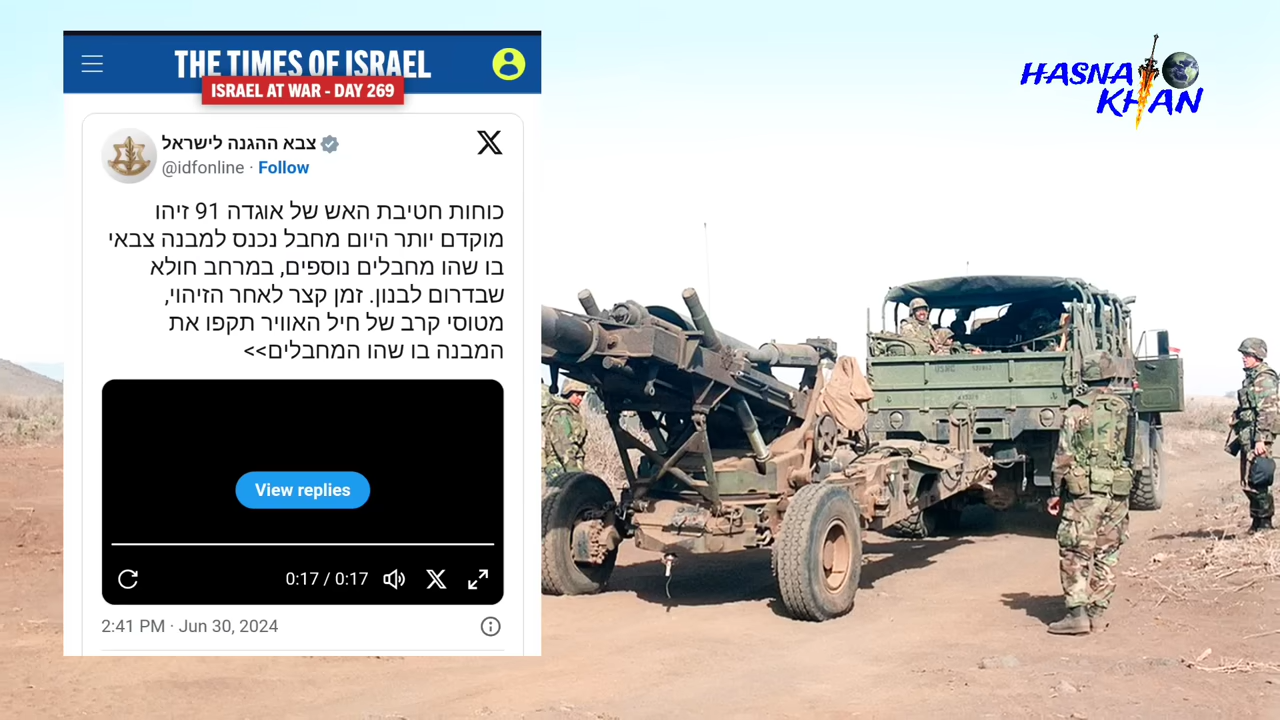 THE TIMES OF ISRAEL
ISRAEL AT WAR - DAY 269
HASNA
KHAN
צבא ההגנה לישראל
@idfonline · Follow
כוחות חטיבת האש של אוגדה 91 זיהו
מוקדם יותר היום מחבל נכנס למבנה צבאי
בו שהו מחבלים נוספים, במרחב חולא
שבדרום לבנון. זמן קצר לאחר הזיהוי,
מטוסי קרב של חיל האוויר תקפו את
המבנה בו שהו המחבלים>>
View replies
0:17 / 0:17
2:41 PM · Jun 30, 2024
USMC